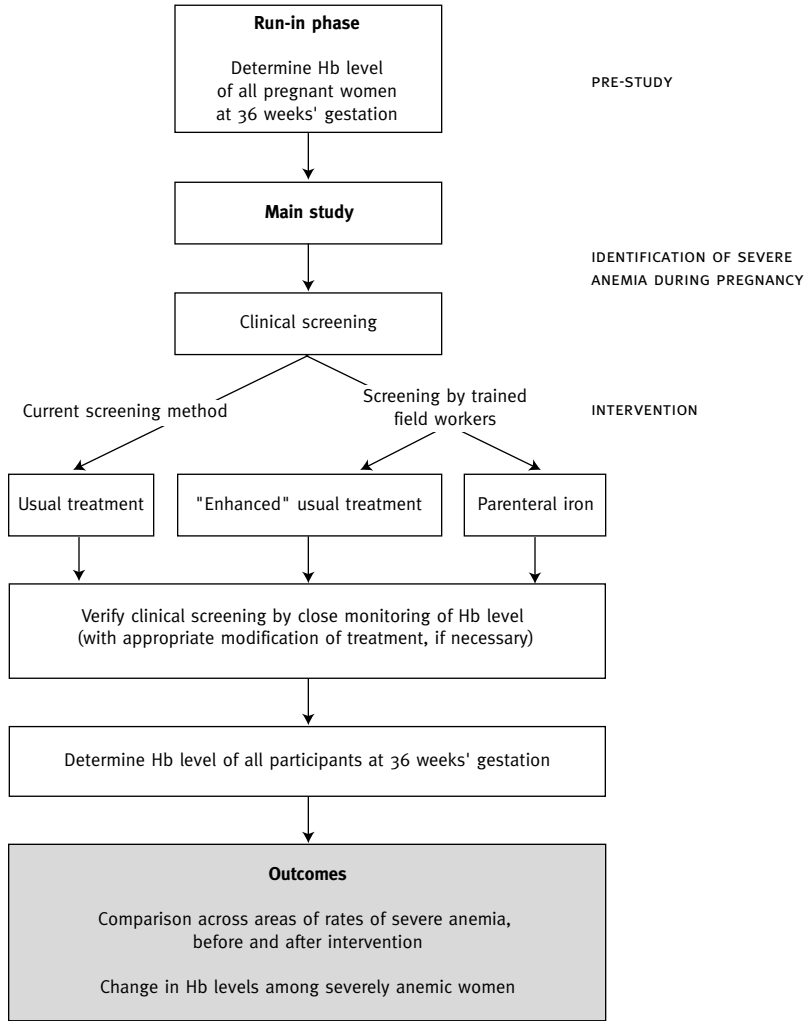 Run-in phase
Determine Hb level
of all pregnant women
at 36 weeks' gestation
PRE-STUDY
Main study
IDENTIFICATION OF SEVERE
ANEMIA DURING PREGNANCY
Clinical screening
Current screening method
Screening by trained
field workers
INTERVENTION
Usual treatment
"Enhanced" usual treatment
Parenteral iron
Verify clinical screening by close monitoring of Hb level
(with appropriate modification of treatment, if necessary)
Determine Hb level of all participants at 36 weeks' gestation
Outcomes
Comparison across areas of rates of severe anemia,
before and after intervention
Change in Hb levels among severely anemic women